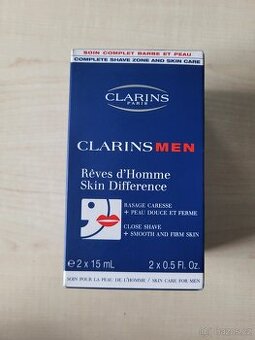 SOIN COMPLET BARBE ET PEAU
COMPLETE SHAVE ZONE AND SKIN CARE
CLARINS
PARIS
CLARINSMEN
Rêves d'Homme
Skin Difference
RASAGE CARESSE
+ PEAU DOUCE ET FERME
CLOSE SHAVE
+ SMOOTH AND FIRM SKIN
℮ 2 x 15 mL 2 x 0.5 Fl. Oz.
SOIN POUR LA PEAU DE L'HOMME / SKIN CARE FOR MEN